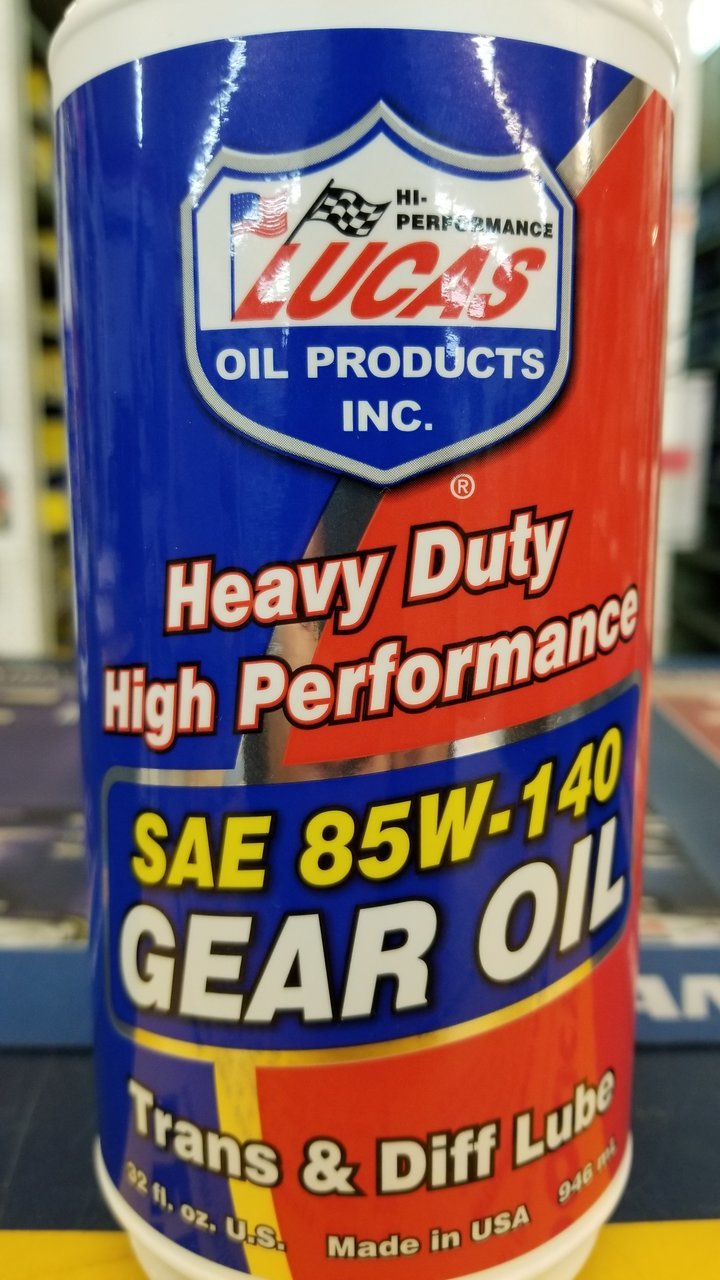 HI-
PERFORMANCE
LUCAS
OIL PRODUCTS
INC.
®
Heavy Duty
High Performance
SAE 85W-140
GEAR OIL
Trans & Diff Lube
32 fl. oz. U.S. Made in USA 946 mL
AN